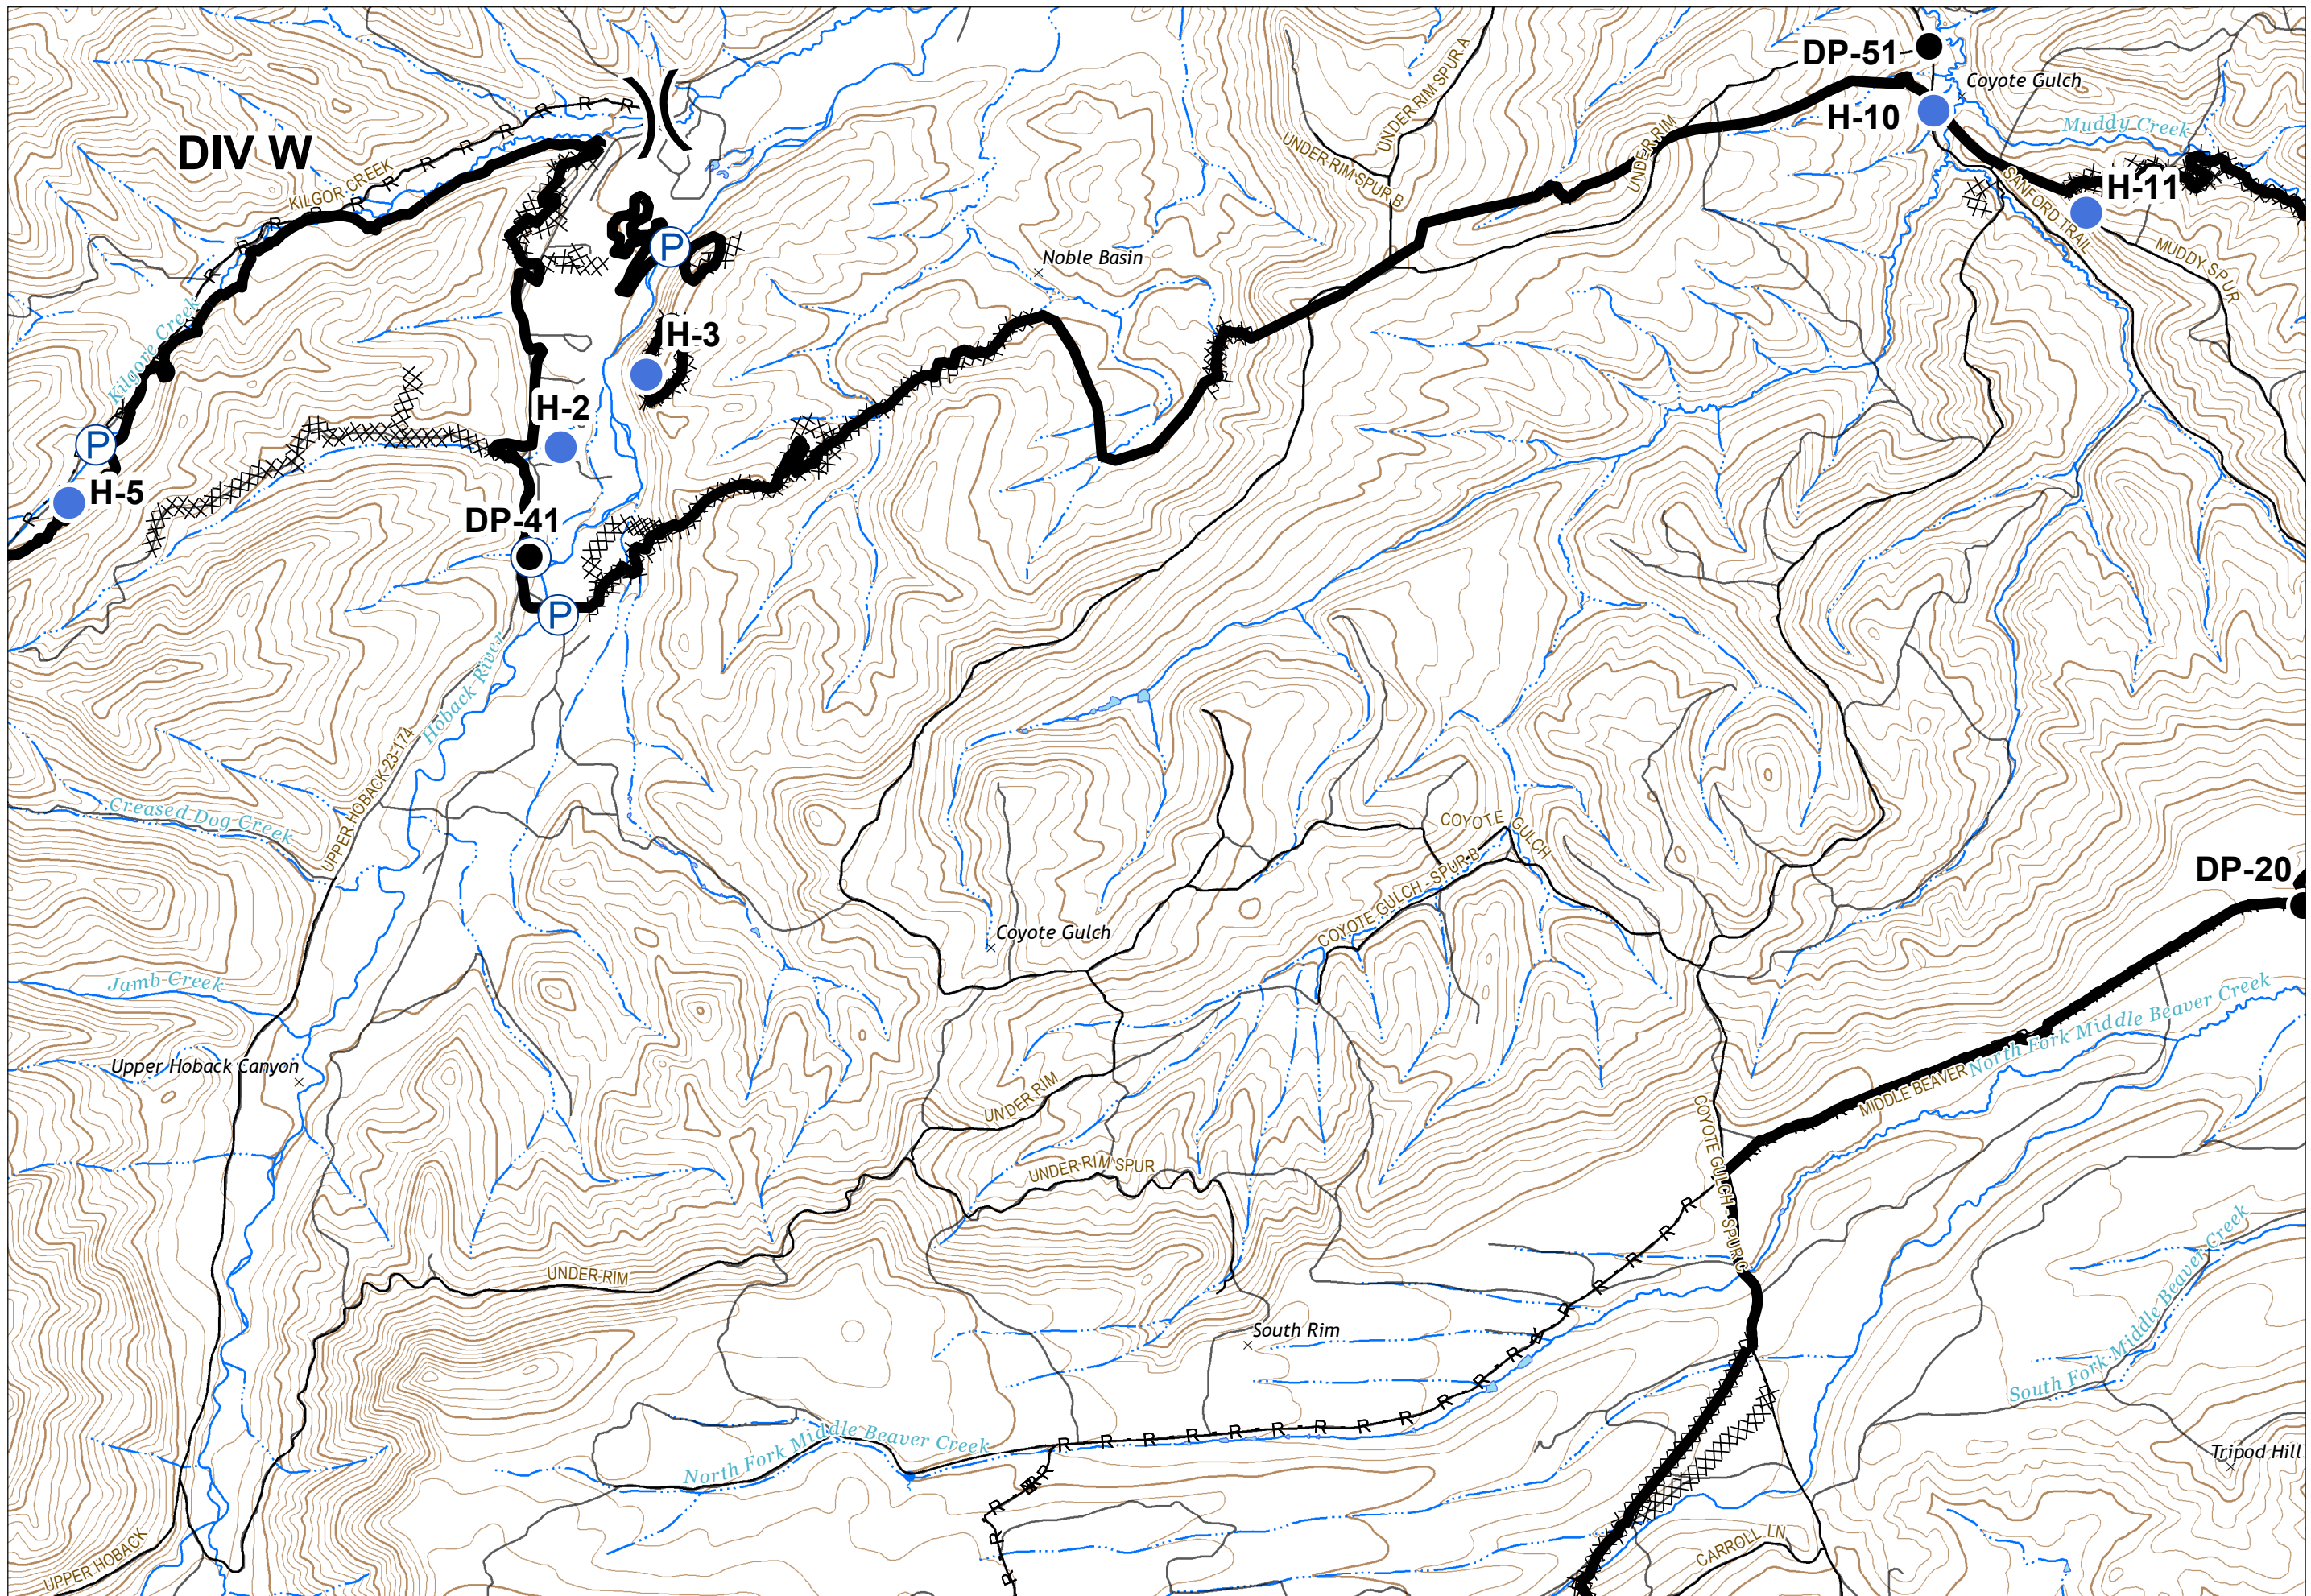 DP-51
Coyote Gulch
H-10
Muddy Creek
UNDER RIM SPUR A
UNDER RIM SPUR B
UNDER RIM
DIV W
KILGOR CREEK
H-11
SANFORD TRAIL
MUDDY SPUR
P
Noble Basin
Kilgore Creek
H-3
H-2
P
H-5
DP-41
P
Hoback River
UPPER HOBACK 23-174
Creased Dog Creek
COYOTE GULCH
COYOTE GULCH - SPUR B
DP-20
Coyote Gulch
Jamb Creek
North Fork Middle Beaver Creek
Upper Hoback Canyon
MIDDLE BEAVER
UNDER RIM
COYOTE GULCH - SPUR C
UNDER RIM SPUR
UNDER RIM
South Fork Middle Beaver Creek
South Rim
North Fork Middle Beaver Creek
Tripod Hill
CARROLL LN
UPPER HOBACK